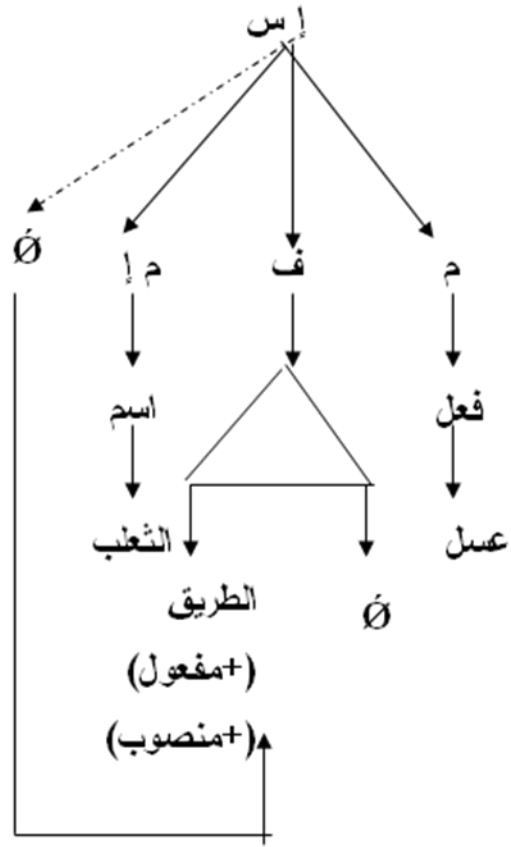 إ س
م ف م إ Ǿ
فعل اسم
عسل الثعلب
Ǿ الطريق
(+مفعول)
(+منصوب)